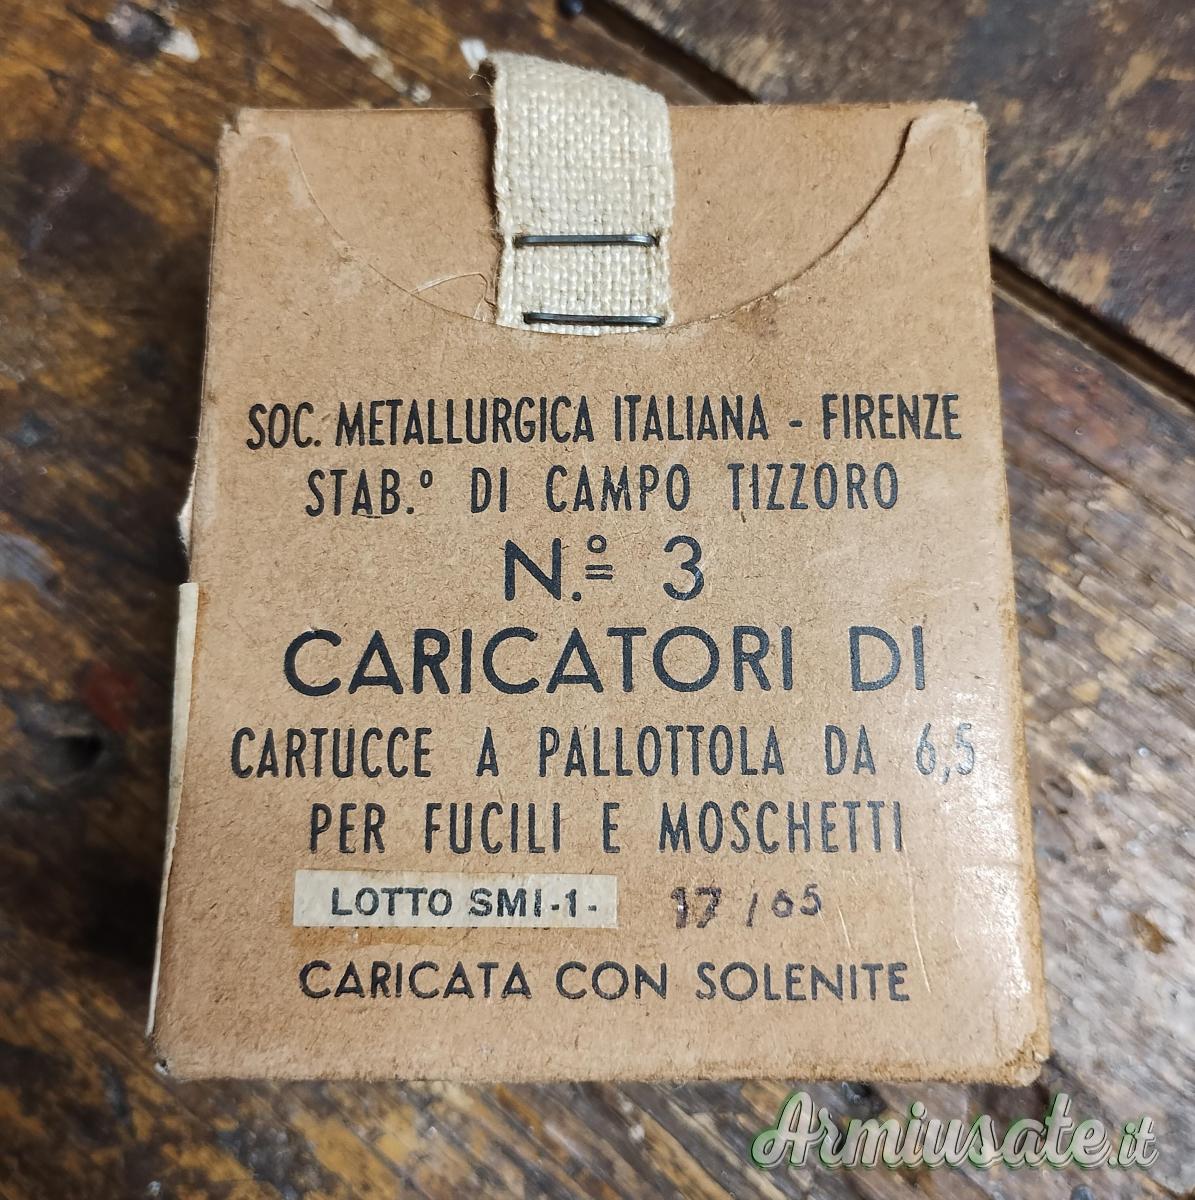 SOC. METALLURGICA ITALIANA - FIRENZE
STAB.º DI CAMPO TIZZORO
N.º 3
CARICATORI DI
CARTUCCE A PALLOTTOLA DA 6,5
PER FUCILI E MOSCHETTI
LOTTO SMI-1- 17/65
CARICATA CON SOLENITE
Armiusate.it